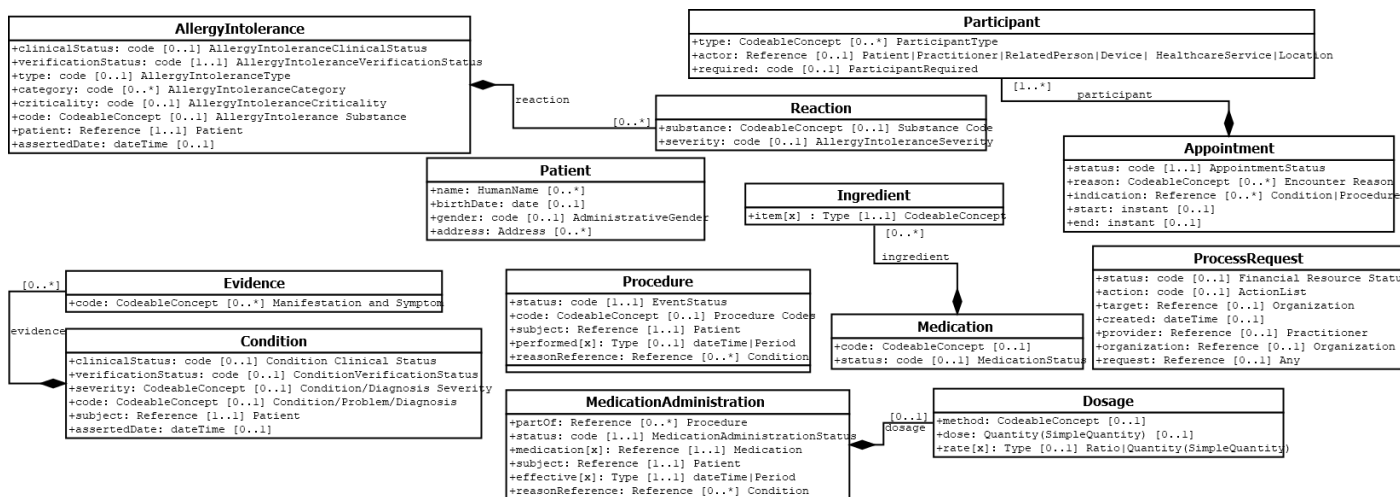 AllergyIntolerance
+clinicalStatus: code [0..1] AllergyIntoleranceClinicalStatus
+verificationStatus: code [1..1] AllergyIntoleranceVerificationStatus
+type: code [0..1] AllergyIntoleranceType
+category: code [0..*] AllergyIntoleranceCategory
+criticality: code [0..1] AllergyIntoleranceCriticality
+code: CodeableConcept [0..1] AllergyIntolerance Substance
+patient: Reference [1..1] Patient
+assertedDate: dateTime [0..1]
reaction
[0..*]
Participant
+type: CodeableConcept [0..*] ParticipantType
+actor: Reference [0..1] Patient|Practitioner|RelatedPerson|Device| HealthcareService|Location
+required: code [0..1] ParticipantRequired
[1..*]
participant
Reaction
+substance: CodeableConcept [0..1] Substance Code
+severity: code [0..1] AllergyIntoleranceSeverity
Appointment
+status: code [1..1] AppointmentStatus
+reason: CodeableConcept [0..*] Encounter Reason
+indication: Reference [0..*] Condition|Procedure
+start: instant [0..1]
+end: instant [0..1]
Patient
+name: HumanName [0..*]
+birthDate: date [0..1]
+gender: code [0..1] AdministrativeGender
+address: Address [0..*]
Ingredient
+item[x] : Type [1..1] CodeableConcept
[0..*]
ingredient
ProcessRequest
+status: code [0..1] Financial Resource Status
+action: code [0..1] ActionList
+target: Reference [0..1] Organization
+created: dateTime [0..1]
+provider: Reference [0..1] Practitioner
+organization: Reference [0..1] Organization
+request: Reference [0..1] Any
[0..*]
Evidence
+code: CodeableConcept [0..*] Manifestation and Symptom
evidence
Condition
+clinicalStatus: code [0..1] Condition Clinical Status
+verificationStatus: code [0..1] ConditionVerificationStatus
+severity: CodeableConcept [0..1] Condition/Diagnosis Severity
+code: CodeableConcept [0..1] Condition/Problem/Diagnosis
+subject: Reference [1..1] Patient
+assertedDate: dateTime [0..1]
Procedure
+status: code [1..1] EventStatus
+code: CodeableConcept [0..1] Procedure Codes
+subject: Reference [1..1] Patient
+performed[x]: Type [0..1] dateTime|Period
+reasonReference: Reference [0..*] Condition
Medication
+code: CodeableConcept [0..1]
+status: code [0..1] MedicationStatus
MedicationAdministration
+partOf: Reference [0..*] Procedure
+status: code [1..1] MedicationAdministrationStatus
+medication[x]: Reference [1..1] Medication
+subject: Reference [1..1] Patient
+effective[x]: Type [1..1] dateTime|Period
+reasonReference: Reference [0..*] Condition
[0..1]
dosage
Dosage
+method: CodeableConcept [0..1]
+dose: Quantity(SimpleQuantity) [0..1]
+rate[x]: Type [0..1] Ratio|Quantity(SimpleQuantity)